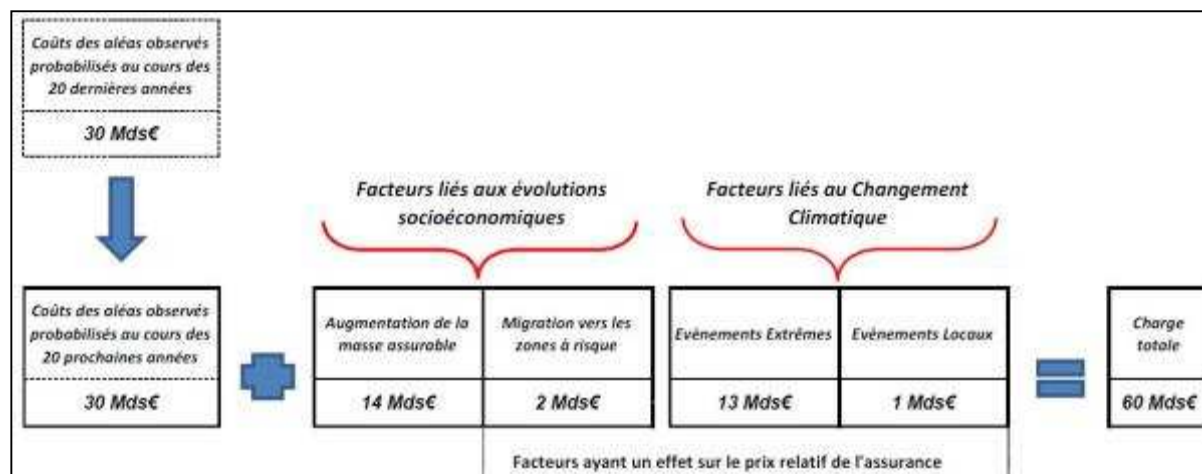 Coûts des aléas observés
probabilisés au cours des
20 dernières années
30 Mds€
Facteurs liés aux évolutions
socioéconomiques
Facteurs liés au Changement
Climatique
Coûts des aléas observés
probabilisés au cours des
20 prochaines années
30 Mds€
Augmentation de la
masse assurable
14 Mds€
Migration vers les
zones à risque
2 Mds€
Evènements Extrêmes
13 Mds€
Evènements Locaux
1 Mds€
Charge
totale
60 Mds€
Facteurs ayant un effet sur le prix relatif de l'assurance